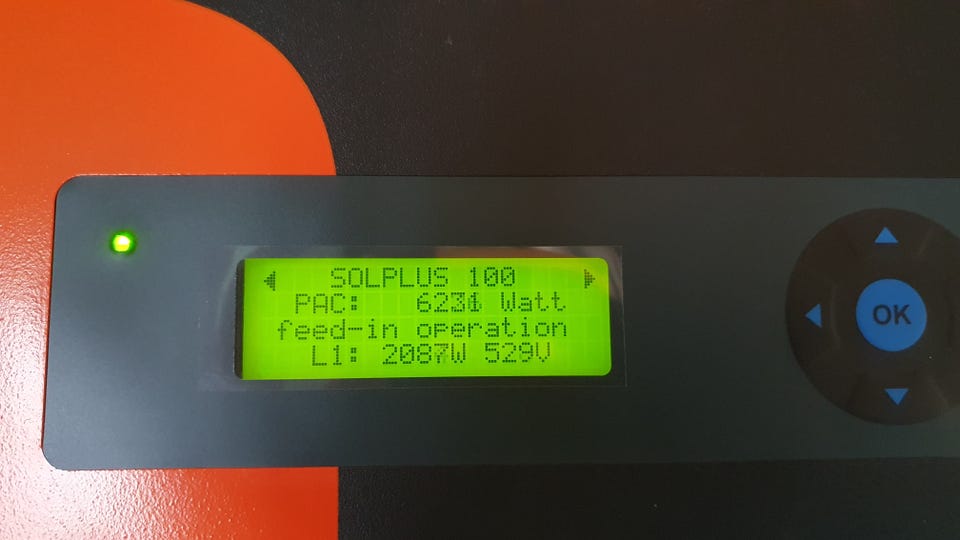 SOLPLUS 100
PAC: Watt
feed-in operation
L1: 2087W 529V
OK